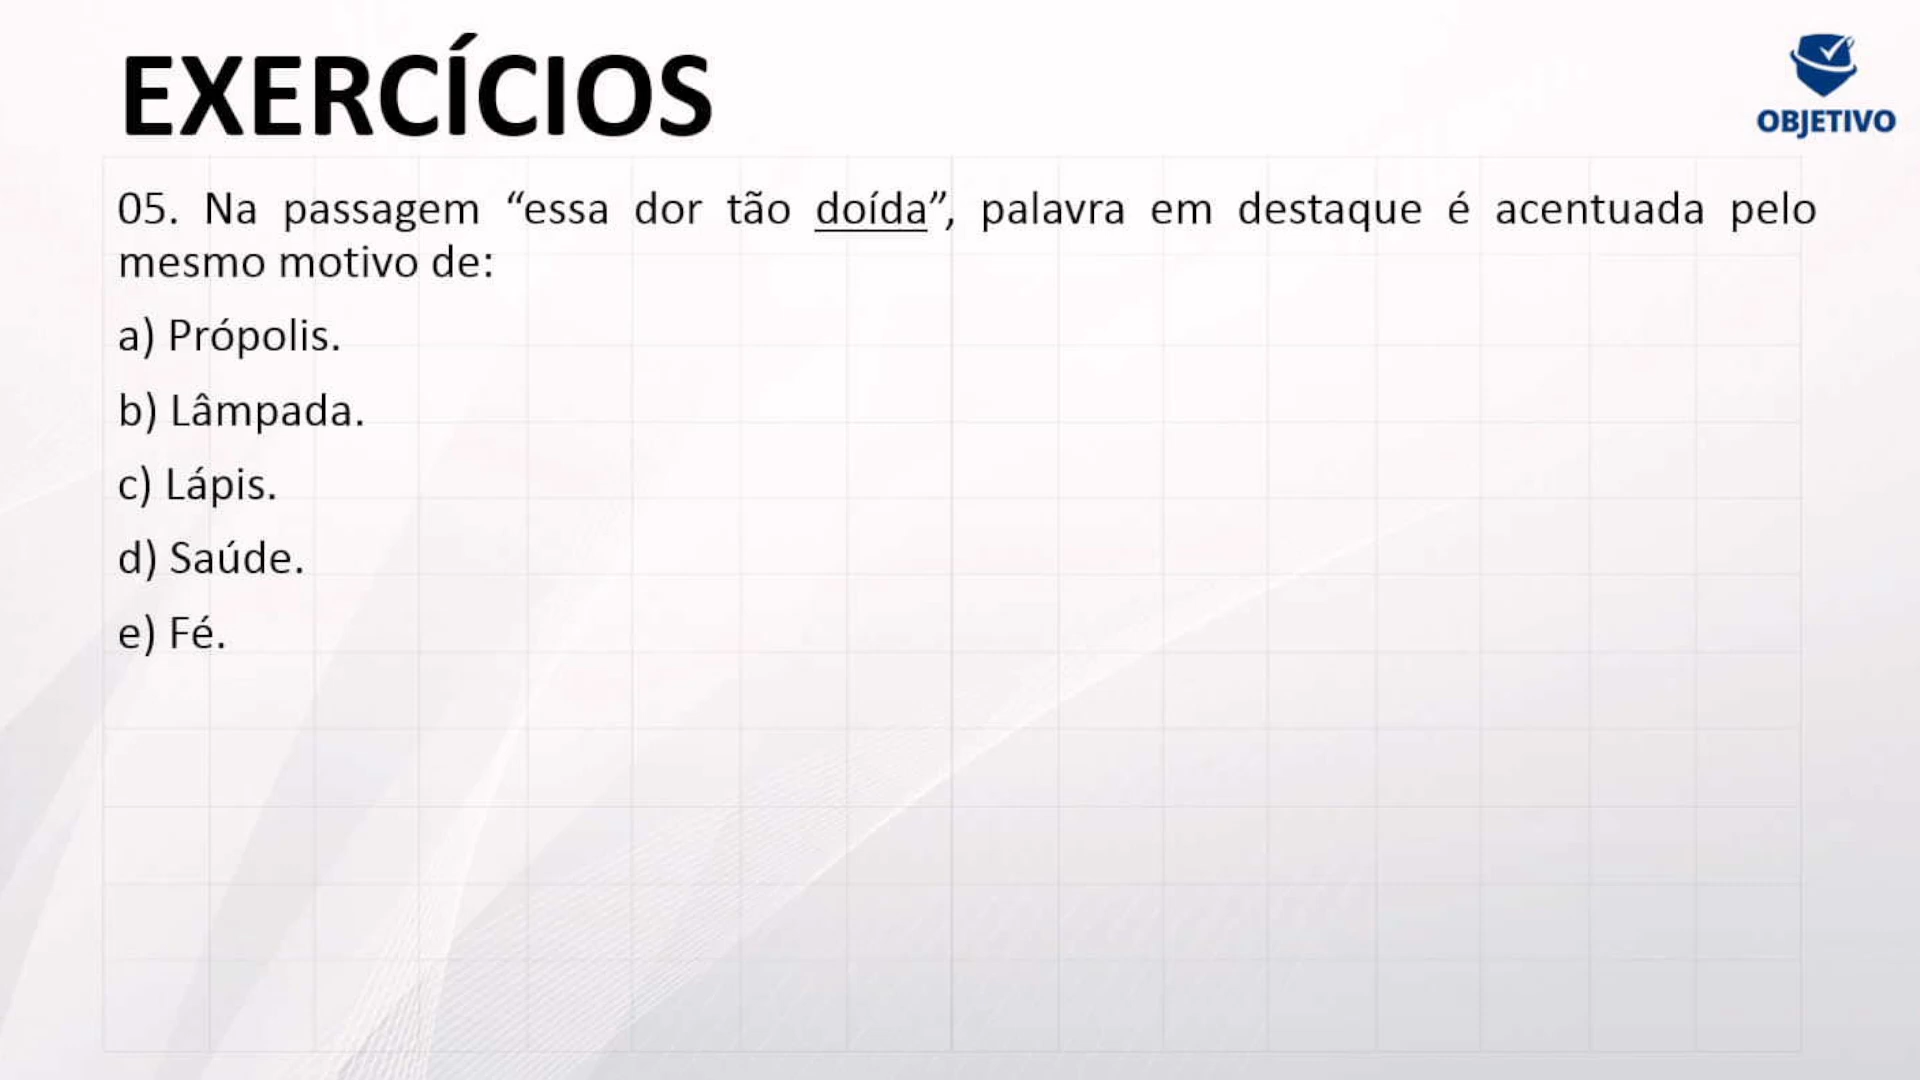 EXERCÍCIOS
OBJETIVO
05. Na passagem “essa dor tão doída”, palavra em destaque é acentuada pelo
mesmo motivo de:
a) Própolis.
b) Lâmpada.
c) Lápis.
d) Saúde.
e) Fé.